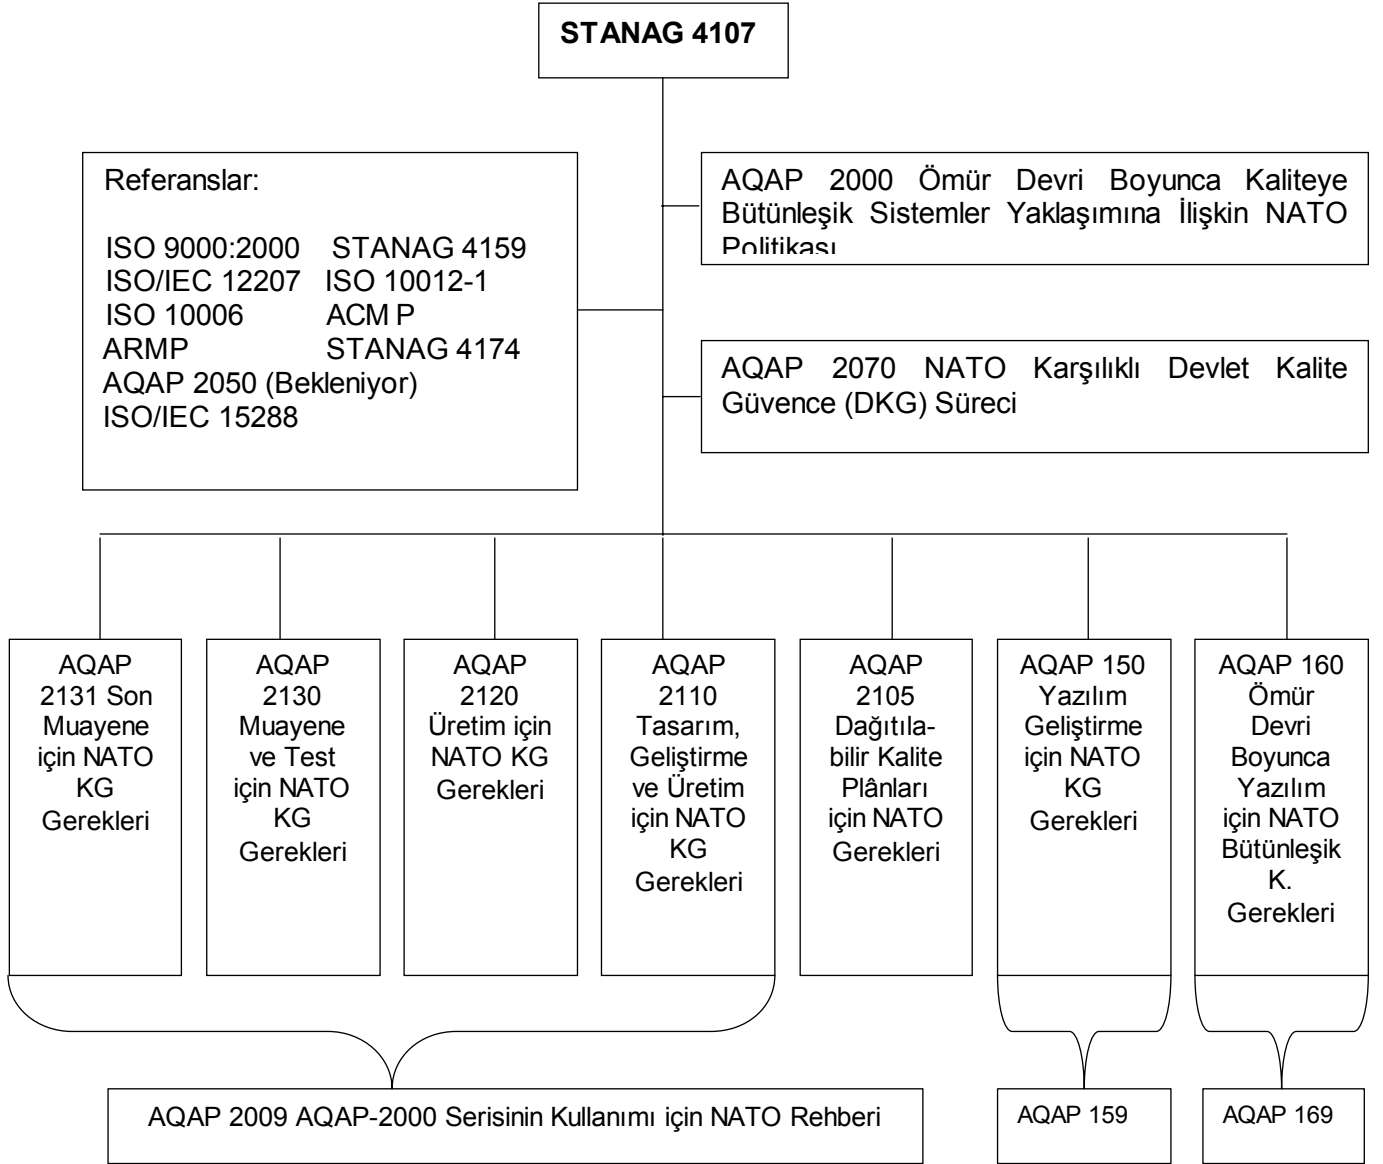 STANAG 4107
Referanslar:
ISO 9000:2000 STANAG 4159
ISO/IEC 12207 ISO 10012-1
ISO 10006 ACM P
ARMP STANAG 4174
AQAP 2050 (Bekleniyor)
ISO/IEC 15288
AQAP 2000 Ömür Devri Boyunca Kaliteye
Bütünleşik Sistemler Yaklaşımına İlişkin NATO
Politikası
AQAP 2070 NATO Karşılıklı Devlet Kalite
Güvence (DKG) Süreci
AQAP
2131 Son
Muayene
için NATO
KG
Gerekleri
AQAP
2130
Muayene
ve Test
için NATO
KG
Gerekleri
AQAP
2120
Üretim için
NATO KG
Gerekleri
AQAP
2110
Tasarım,
Geliştirme
ve Üretim
için NATO
KG
Gerekleri
AQAP
2105
Dağıtıla-
bilir Kalite
Plânları
için NATO
Gerekleri
AQAP 150
Yazılım
Geliştirme
için NATO
KG
Gerekleri
AQAP 160
Ömür
Devri
Boyunca
Yazılım
için NATO
Bütünleşik
K.
Gerekleri
AQAP 2009 AQAP-2000 Serisinin Kullanımı için NATO Rehberi
AQAP 159
AQAP 169